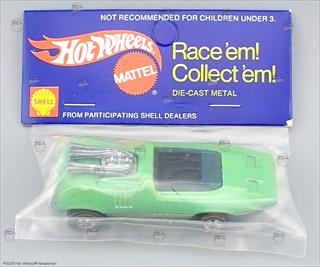 NOT RECOMMENDED FOR CHILDREN UNDER 3.
Hot Wheels
MATTEL
Race 'em!
Collect 'em!
DIE-CAST METAL
SHELL
FROM PARTICIPATING SHELL DEALERS